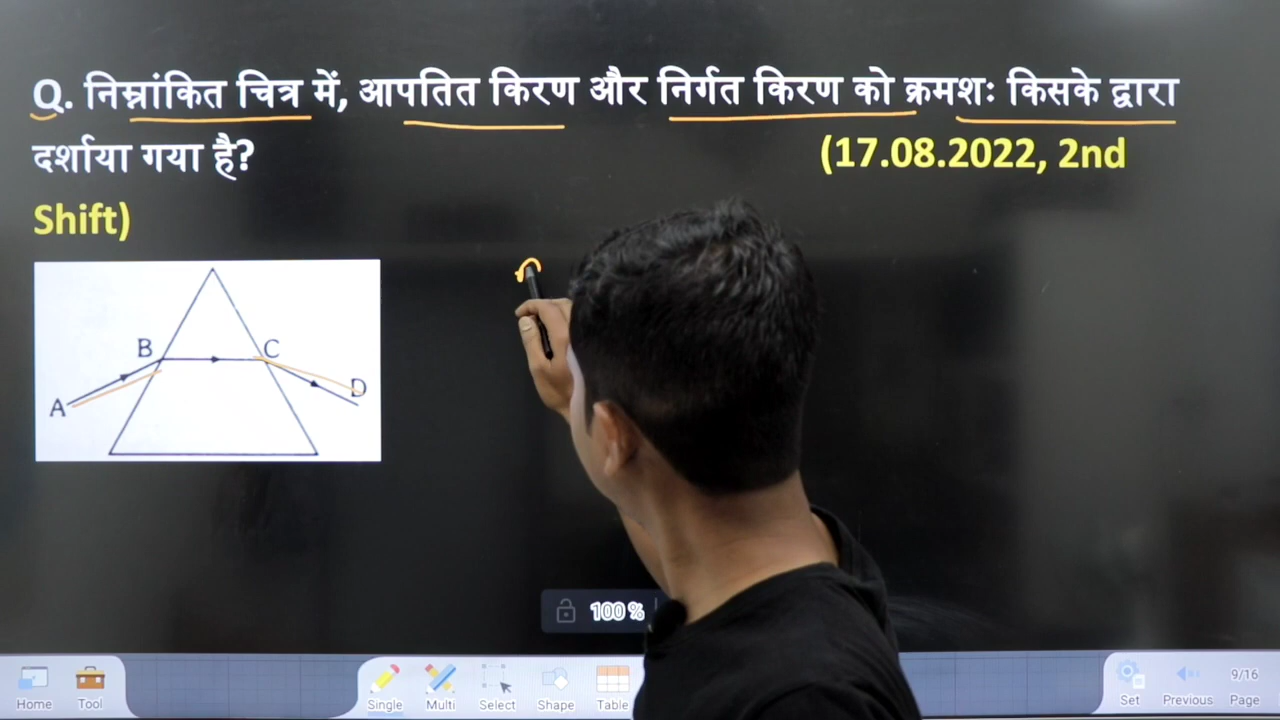 Q. निम्नांकित चित्र में, आपतित किरण और निर्गत किरण को क्रमशः किसके द्वारा
दर्शाया गया है? (17.08.2022, 2nd
Shift)
B C
A D
100 %
Home Tool Single Multi Select Shape Table Set Previous Page
9/16